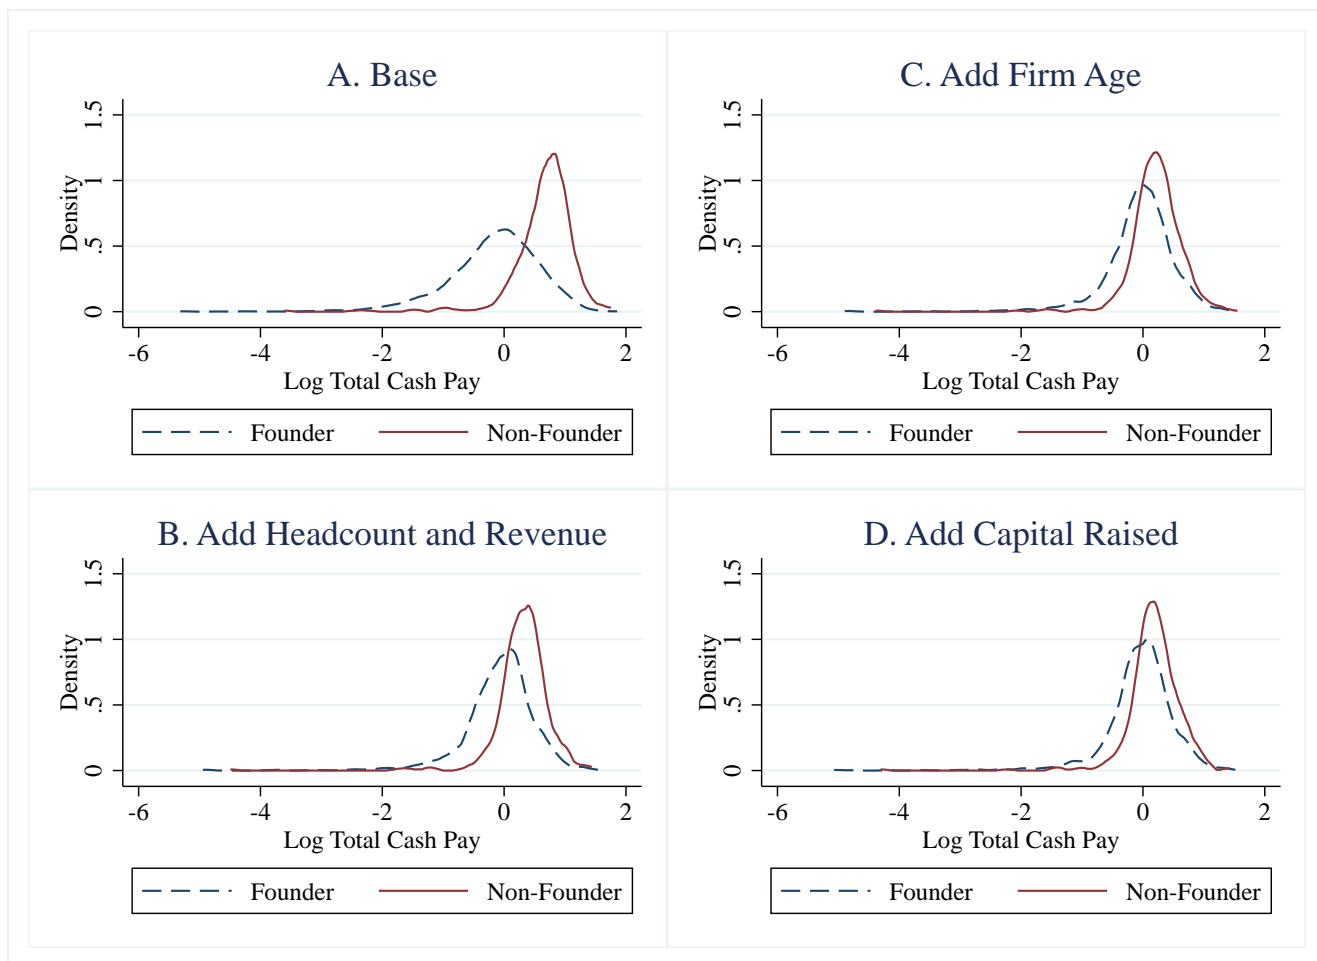 A. Base
1.5
1
.5
0
Density
-6 -4 -2 0 2
Log Total Cash Pay
Founder Non-Founder
C. Add Firm Age
1.5
1
.5
0
Density
-6 -4 -2 0 2
Log Total Cash Pay
Founder Non-Founder
B. Add Headcount and Revenue
1.5
1
.5
0
Density
-6 -4 -2 0 2
Log Total Cash Pay
Founder Non-Founder
D. Add Capital Raised
1.5
1
.5
0
Density
-6 -4 -2 0 2
Log Total Cash Pay
Founder Non-Founder